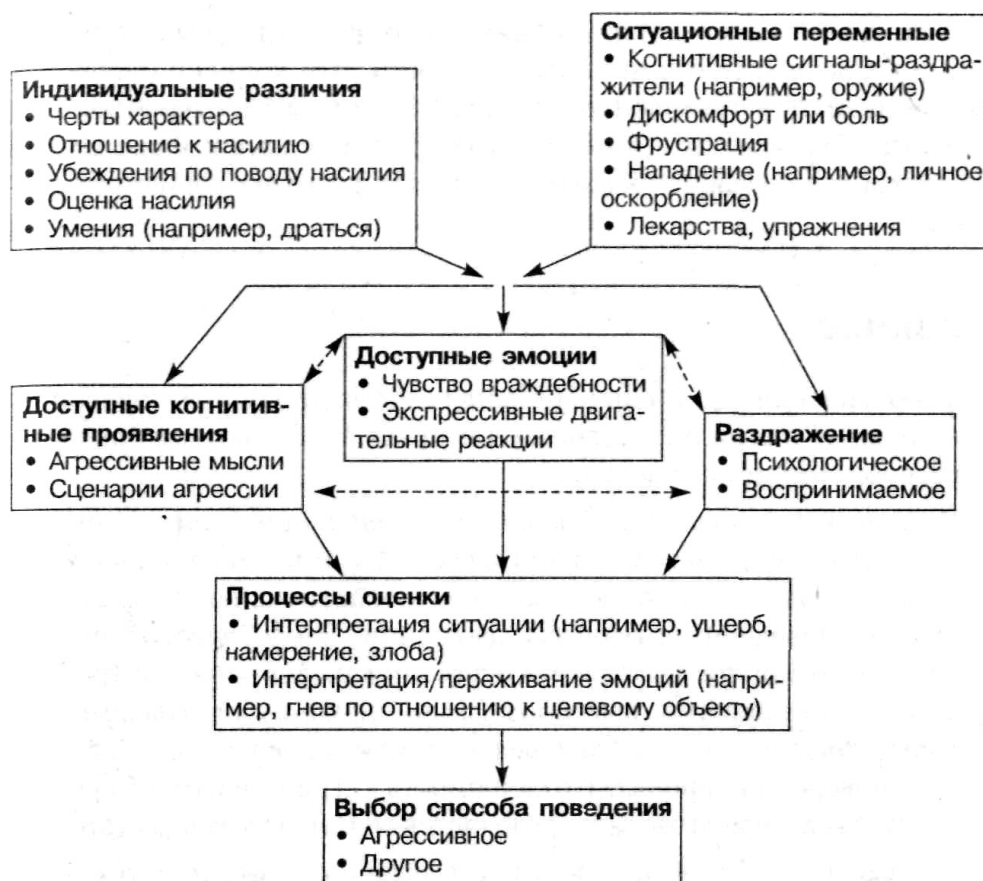 Индивидуальные различия
• Черты характера
• Отношение к насилию
• Убеждения по поводу насилия
• Оценка насилия
• Умения (например, драться)
Ситуационные переменные
• Когнитивные сигналы-раздра-
жители (например, оружие)
• Дискомфорт или боль
• Фрустрация
• Нападение (например, личное
оскорбление)
• Лекарства, упражнения
Доступные когнитив-
ные проявления
• Агрессивные мысли
• Сценарии агрессии
Доступные эмоции
• Чувство враждебности
• Экспрессивные двига-
тельные реакции
Раздражение
• Психологическое
• Воспринимаемое
Процессы оценки
• Интерпретация ситуации (например, ущерб,
намерение, злоба)
• Интерпретация/переживание эмоций (напри-
мер, гнев по отношению к целевому объекту)
Выбор способа поведения
• Агрессивное
• Другое